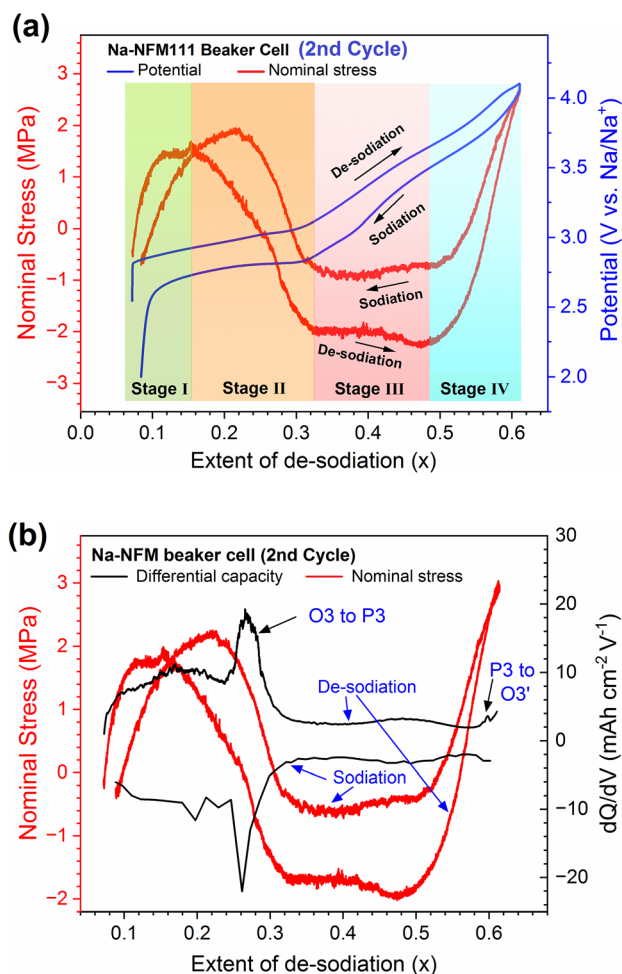 (a)
Na-NFM111 Beaker Cell (2nd Cycle)
Potential Nominal stress
3
2
1
0
−1
−2
−3
Nominal Stress (MPa)
De-sodiation
Sodiation
Sodiation
De-sodiation
Stage I Stage II Stage III Stage IV
4.0
3.5
3.0
2.5
2.0
Potential (V vs. Na/Na⁺)
0.0 0.1 0.2 0.3 0.4 0.5 0.6
Extent of de-sodiation (x)
(b)
Na-NFM beaker cell (2nd Cycle)
Differential capacity Nominal stress
3
2
1
0
-1
-2
Nominal Stress (MPa)
O3 to P3
P3 to
O3'
De-sodiation
Sodiation
30
20
10
0
-10
-20
dQ/dV (mAh cm⁻² V⁻¹)
0.1 0.2 0.3 0.4 0.5 0.6
Extent of de-sodiation (x)